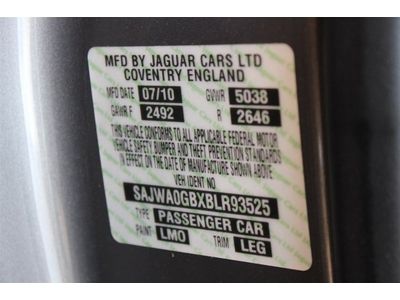 MFD BY JAGUAR CARS LTD
COVENTRY ENGLAND
MFD DATE 07/10 GVWR 5038
GAWR F 2492 R 2646
THIS VEHICLE CONFORMS TO ALL APPLICABLE FEDERAL MOTOR
VEHICLE SAFETY BUMPER AND THEFT PREVENTION STANDARDS
IN EFFECT ON THE DATE OF MANUFACTURE SHOWN ABOVE
VEH IDENT NO
SAJWA0GBXBLR93525
TYPE PASSENGER CAR
PAINT LMO TRIM LEG